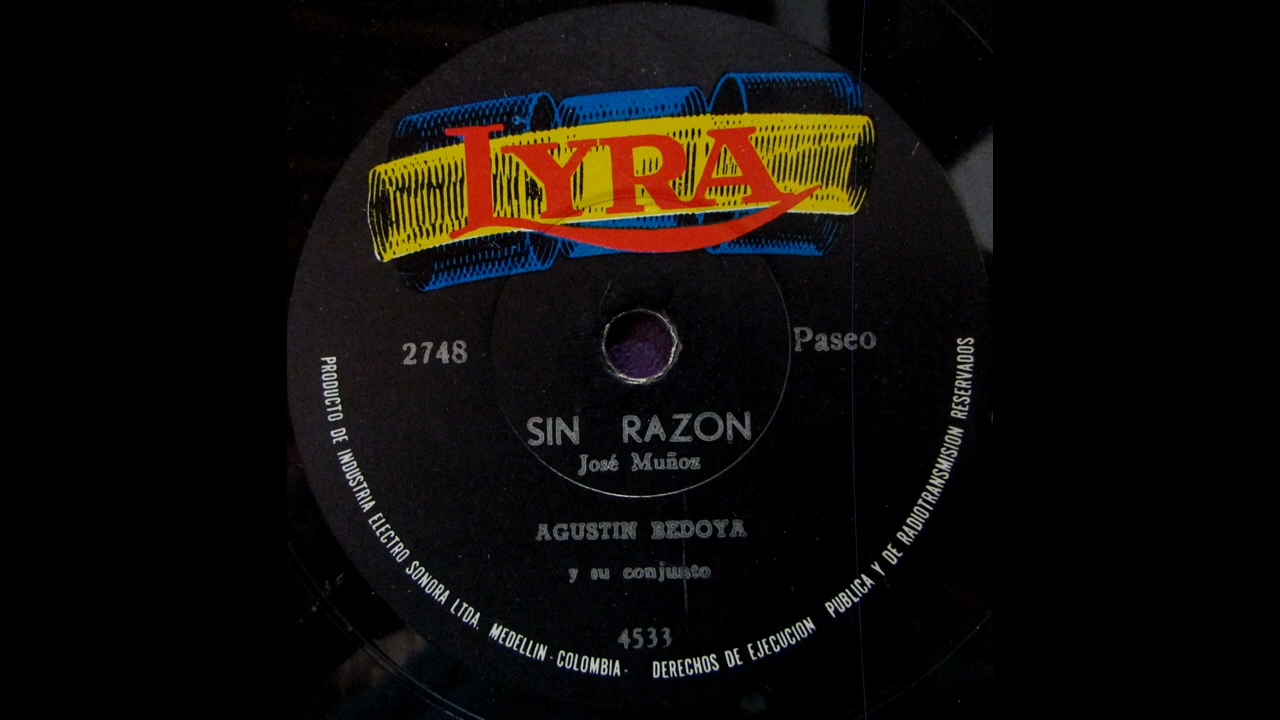 LYRA
2748
Paseo
SIN RAZON
José Muñoz
AGUSTIN BEDOYA
y su conjunto
4533
PRODUCTO DE INDUSTRIA ELECTRO SONORA LTDA. MEDELLIN - COLOMBIA - DERECHOS DE EJECUCION PUBLICA Y DE RADIOTRANSMISION RESERVADOS